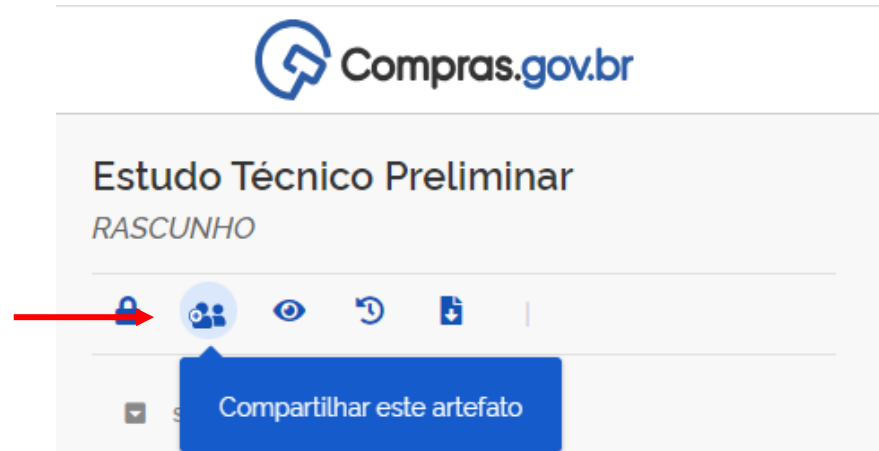 Compras.gov.br
Estudo Técnico Preliminar
RASCUNHO
Compartilhar este artefato